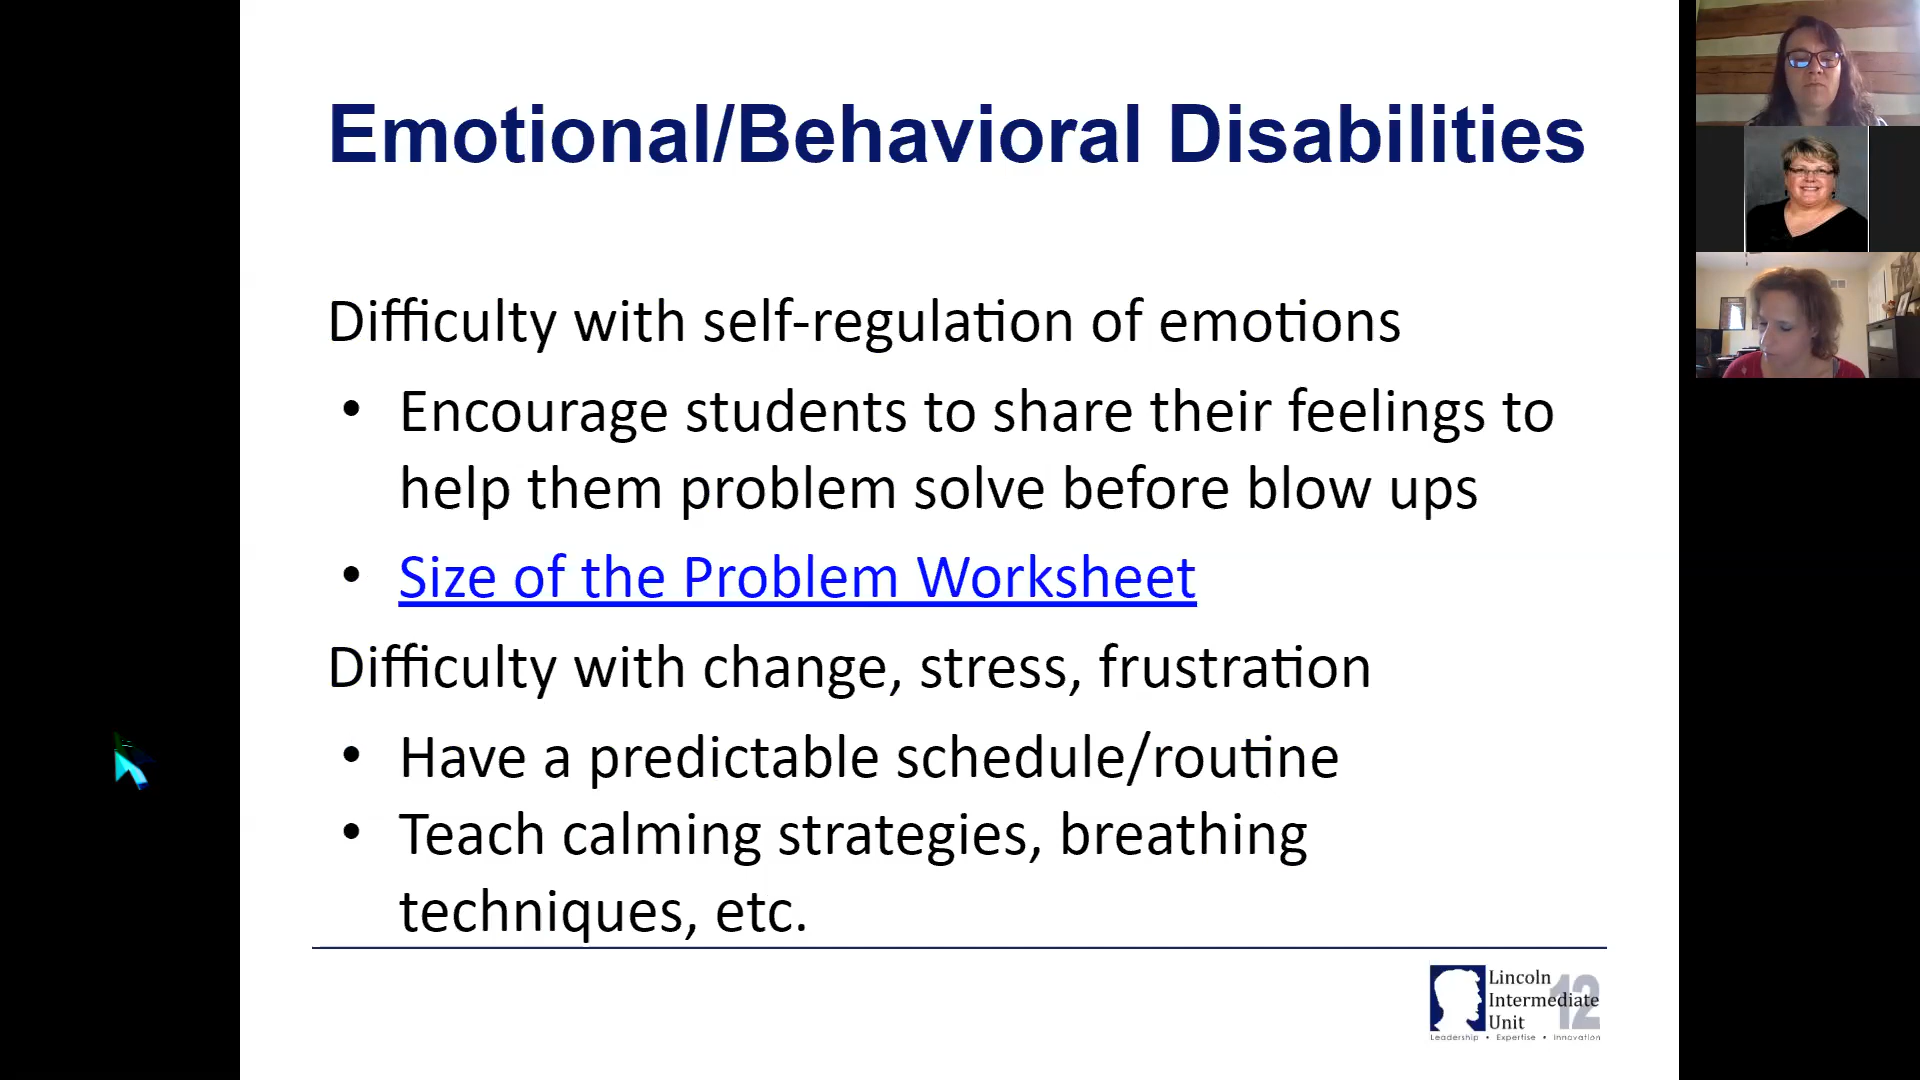 Emotional/Behavioral Disabilities
Difficulty with self-regulation of emotions
• Encourage students to share their feelings to
help them problem solve before blow ups
• Size of the Problem Worksheet
Difficulty with change, stress, frustration
• Have a predictable schedule/routine
• Teach calming strategies, breathing
techniques, etc.
Lincoln
Intermediate
Unit
12
Leadership • Expertise • Innovation